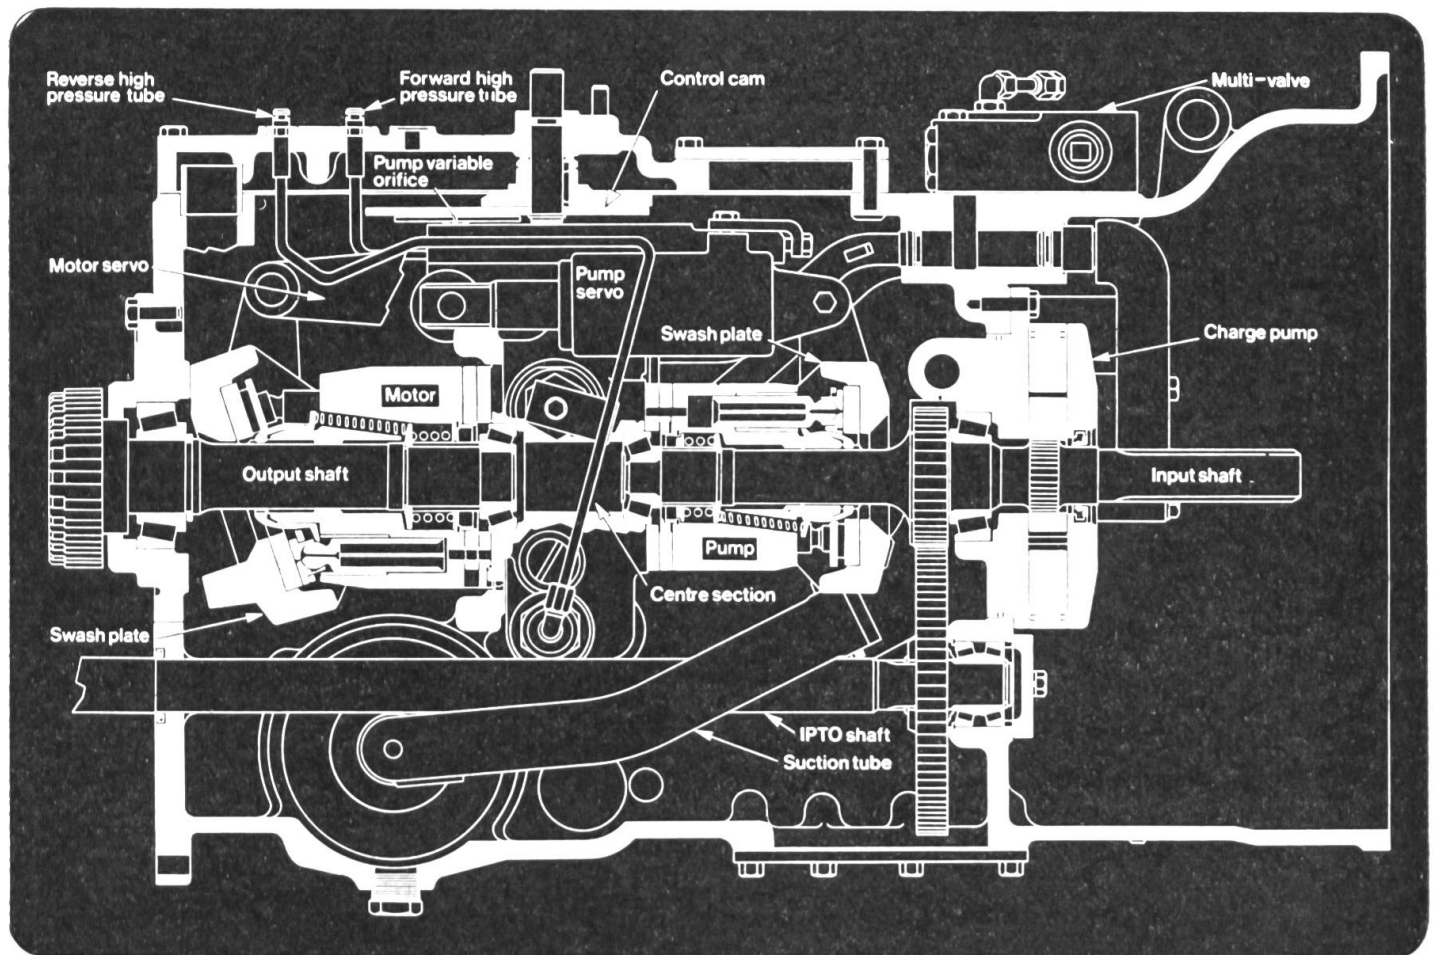 Reverse high
pressure tube
Forward high
pressure tube
Control cam
Multi-valve
Pump variable
orifice
Motor servo
Pump
servo
Swash plate
Charge pump
Motor
Output shaft
Input shaft
Pump
Centre section
Swash plate
IPTO shaft
Suction tube